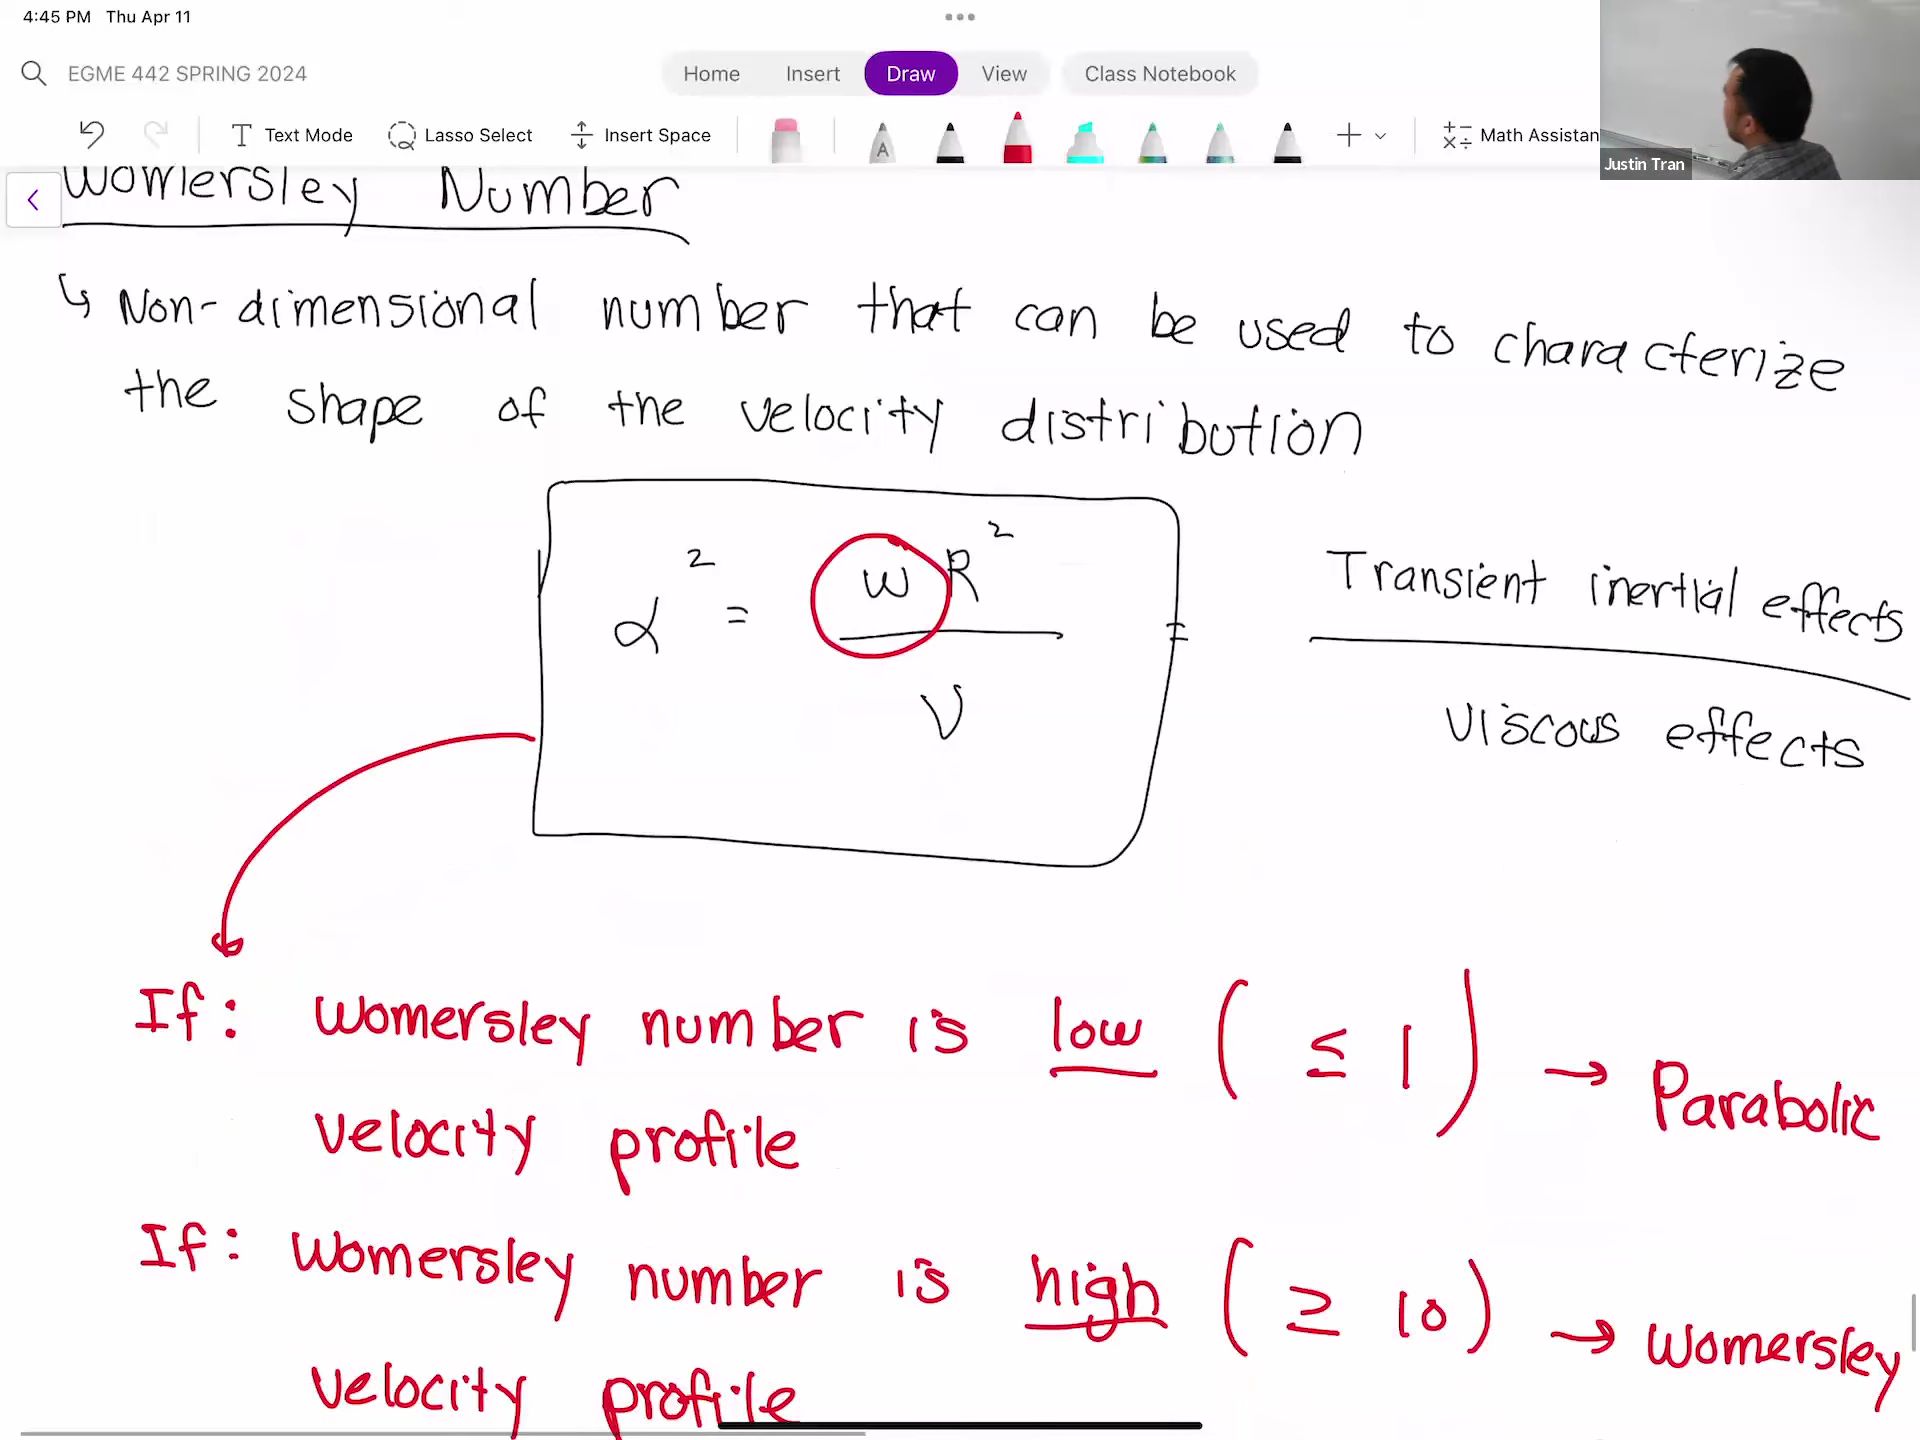 4:45 PM Thu Apr 11
EGME 442 SPRING 2024
Home Insert Draw View Class Notebook
Text Mode Lasso Select Insert Space A Math Assistan
Justin Tran
Womersley Number
↳ Non-dimensional number that can be used to characterize
the shape of the velocity distribution
α² = ωR² / ν = Transient inertial effects / viscous effects
If: Womersley number is low ( ≤ 1 ) → Parabolic
velocity profile
If: Womersley number is high ( ≥ 10 ) → Womersley
velocity profile